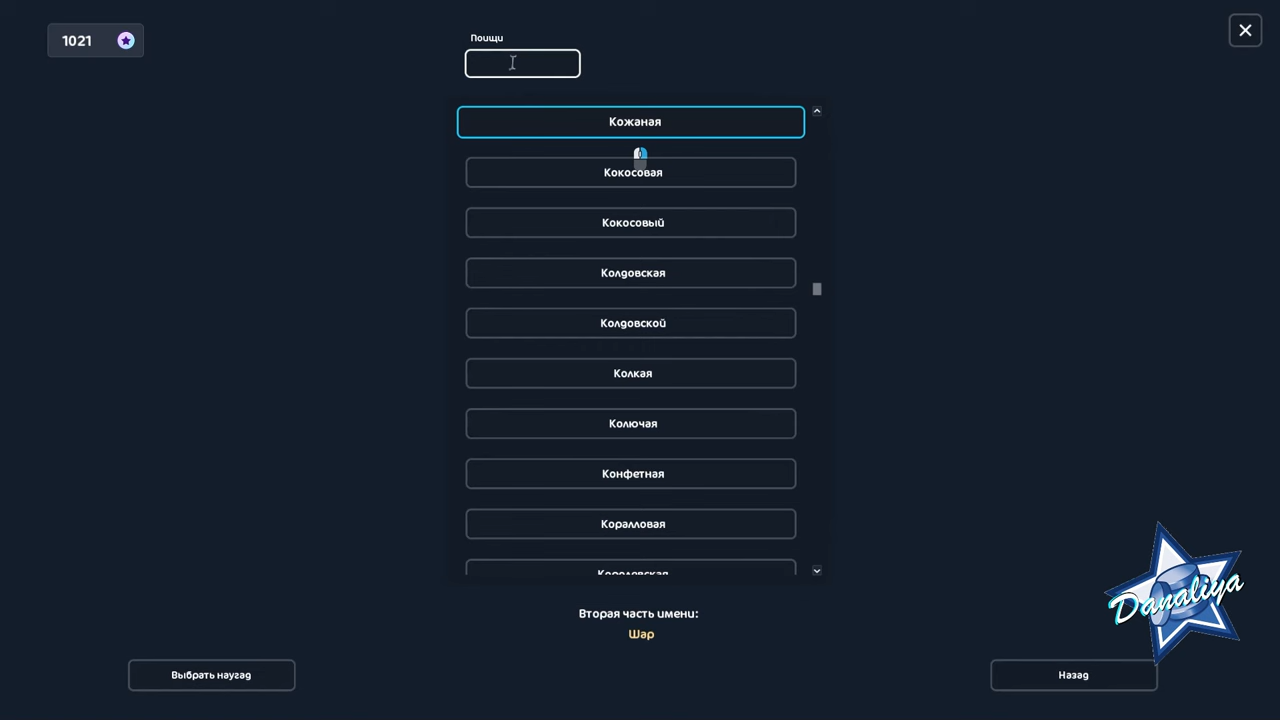 1021
Поищи
Кожаная
Кокосовая
Кокосовый
Колдовская
Колдовской
Колкая
Колючая
Конфетная
Коралловая
Королевская
Вторая часть имени:
Шар
Выбрать наугад
Назад
Danaliya